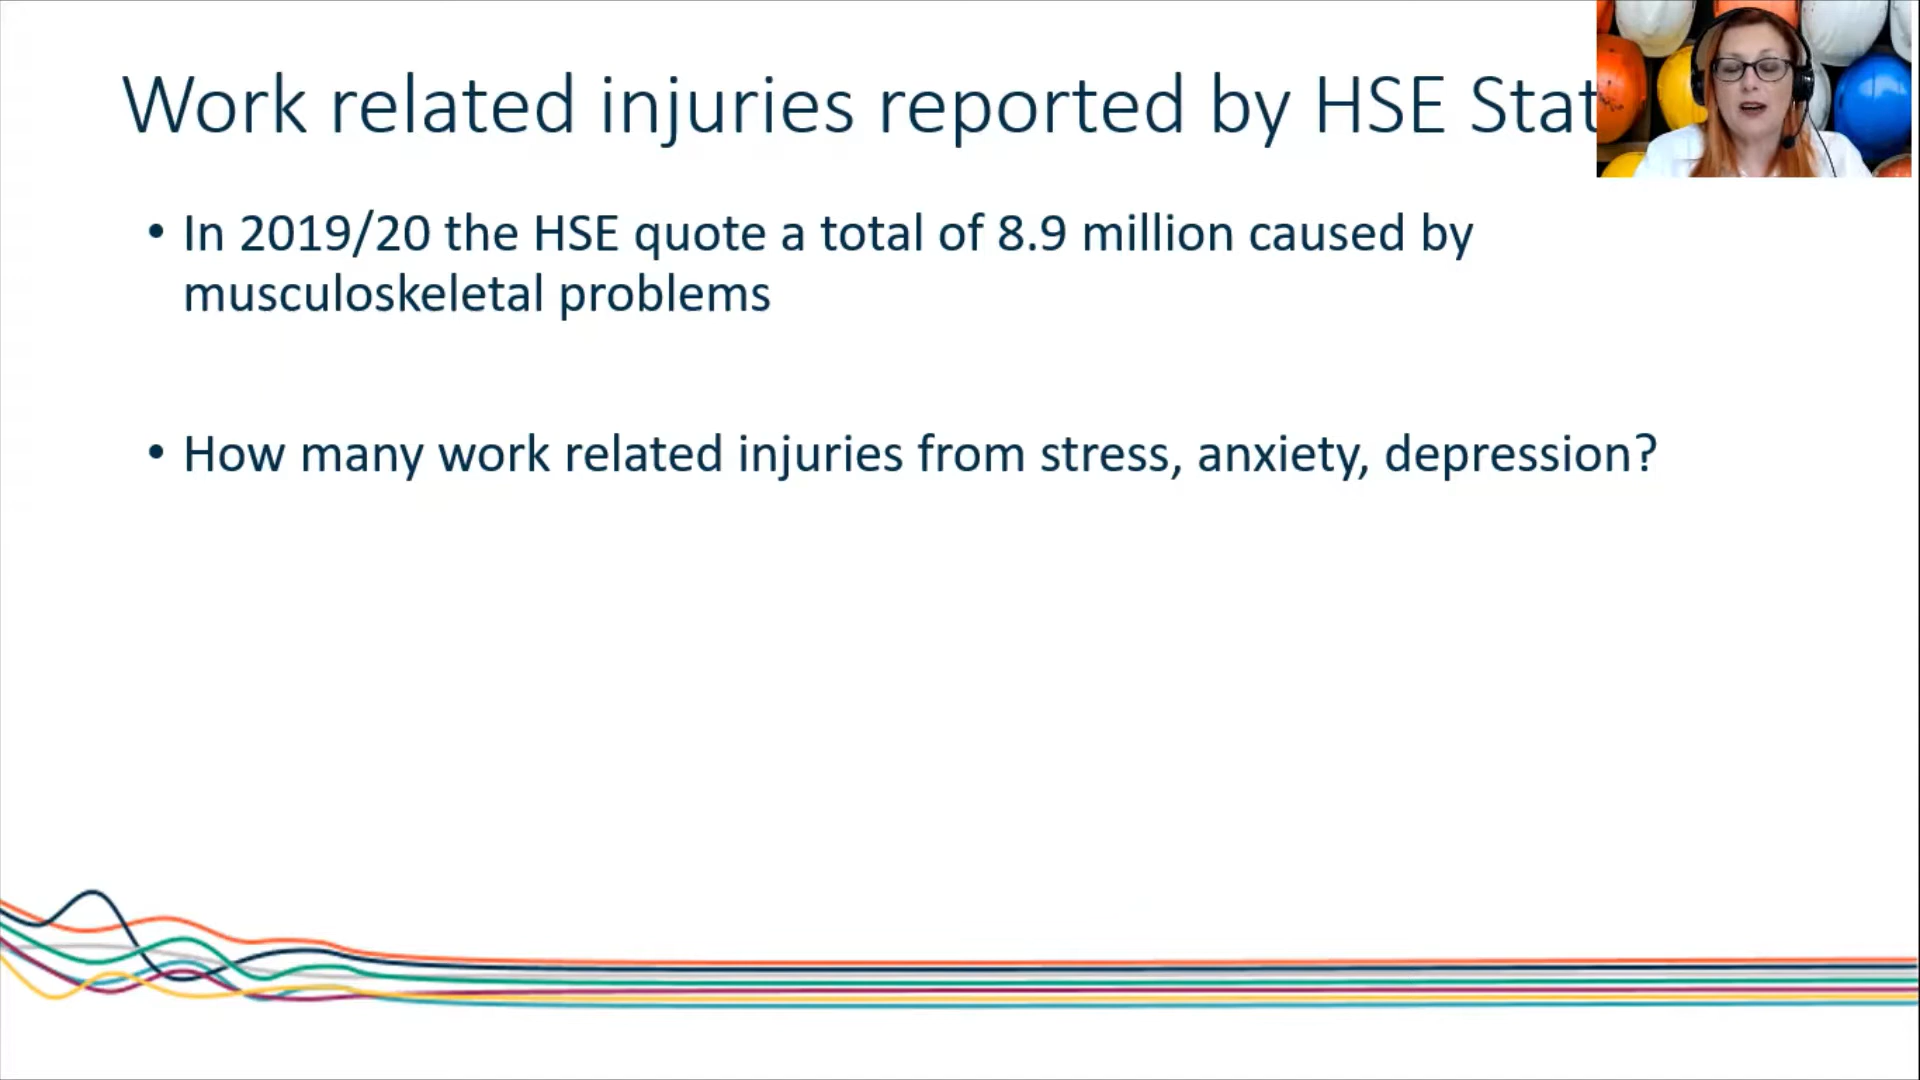 Work related injuries reported by HSE Stat
• In 2019/20 the HSE quote a total of 8.9 million caused by
musculoskeletal problems
• How many work related injuries from stress, anxiety, depression?